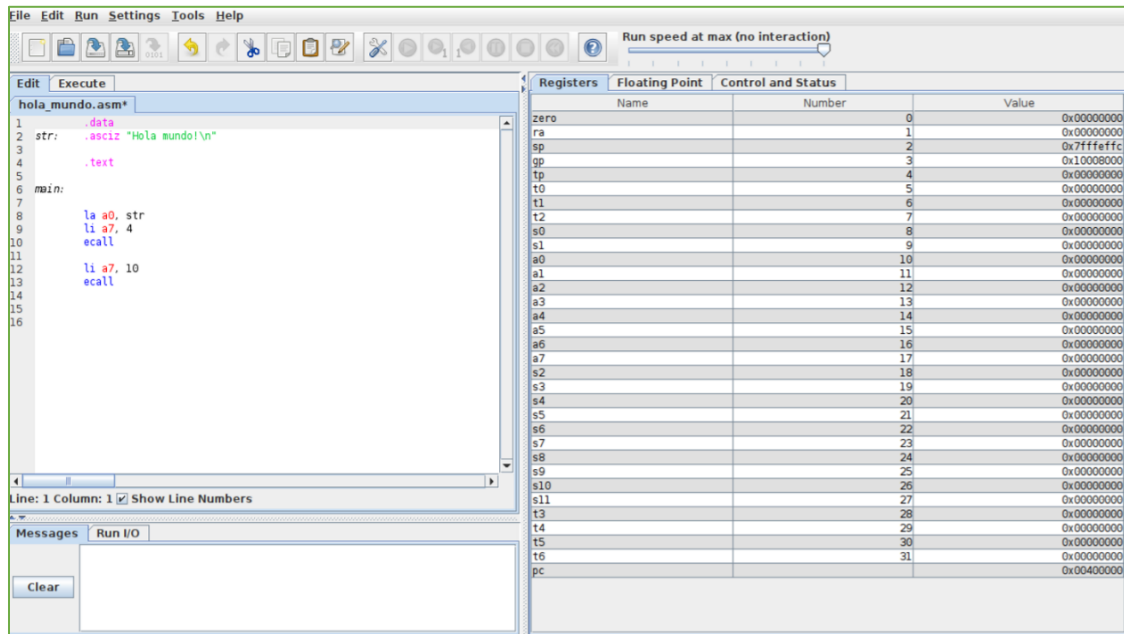 File Edit Run Settings Tools Help
Run speed at max (no interaction)
Edit Execute
hola_mundo.asm*
1 .data
2 str: .asciz "Hola mundo!\n"
3
4 .text
5
6 main:
7
8 la a0, str
9 li a7, 4
10 ecall
11
12 li a7, 10
13 ecall
14
15
16
Line: 1 Column: 1 Show Line Numbers
Messages Run I/O
Clear
Registers Floating Point Control and Status
Name Number Value
zero 0 0x00000000
ra 1 0x00000000
sp 2 0x7fffeffc
gp 3 0x10008000
tp 4 0x00000000
t0 5 0x00000000
t1 6 0x00000000
t2 7 0x00000000
s0 8 0x00000000
s1 9 0x00000000
a0 10 0x00000000
a1 11 0x00000000
a2 12 0x00000000
a3 13 0x00000000
a4 14 0x00000000
a5 15 0x00000000
a6 16 0x00000000
a7 17 0x00000000
s2 18 0x00000000
s3 19 0x00000000
s4 20 0x00000000
s5 21 0x00000000
s6 22 0x00000000
s7 23 0x00000000
s8 24 0x00000000
s9 25 0x00000000
s10 26 0x00000000
s11 27 0x00000000
t3 28 0x00000000
t4 29 0x00000000
t5 30 0x00000000
t6 31 0x00000000
pc 0x00400000